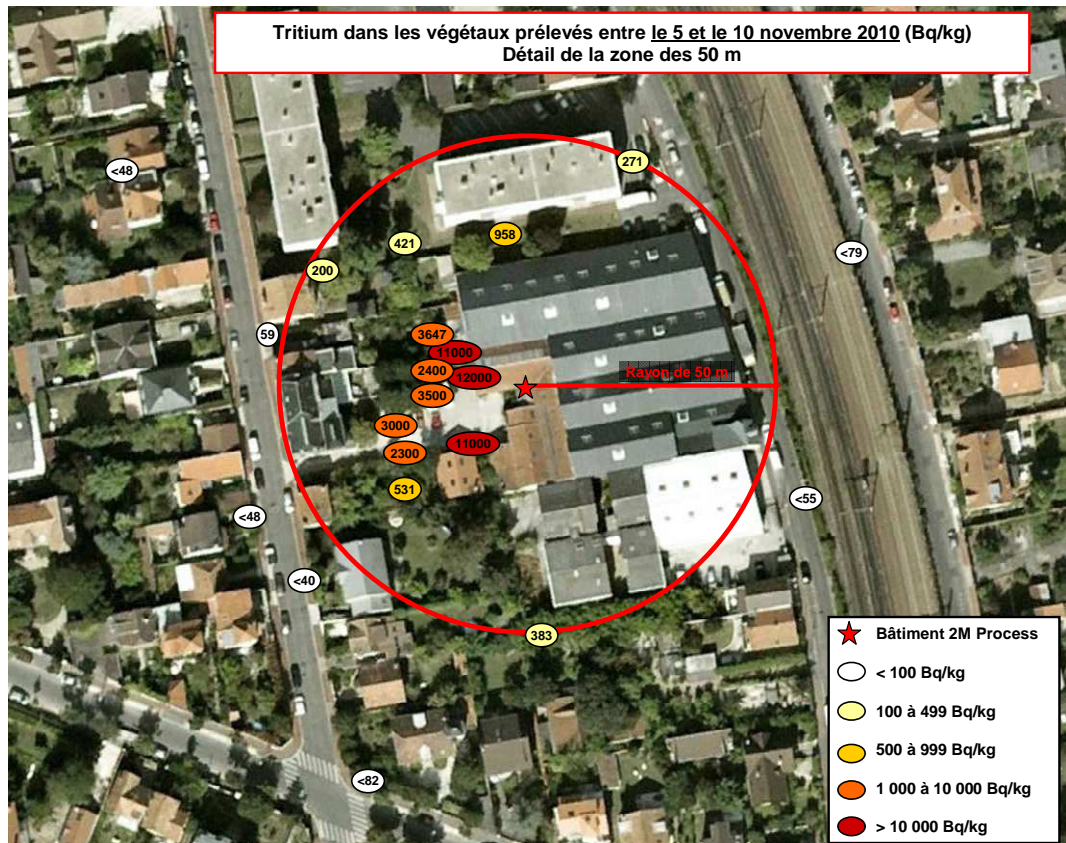 Tritium dans les végétaux prélevés entre le 5 et le 10 novembre 2010 (Bq/kg)
Détail de la zone des 50 m
271
<48
958
421
<79
200
59
3647
11000
2400
12000
Rayon de 50 m
3500
3000
11000
2300
531
<55
<48
<40
383
<82
Bâtiment 2M Process
< 100 Bq/kg
100 à 499 Bq/kg
500 à 999 Bq/kg
1 000 à 10 000 Bq/kg
> 10 000 Bq/kg